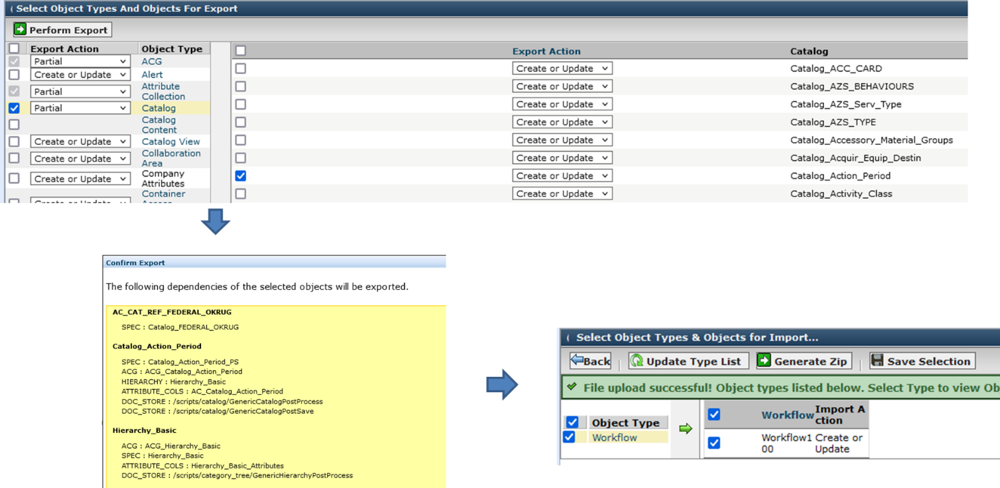 Select Object Types And Objects For Export
Perform Export
Export Action Object Type
Partial ACG
Create or Update Alert
Partial Attribute
Collection
Partial Catalog
Catalog
Content
Create or Update Catalog View
Create or Update Collaboration
Area
Create or Update Company
Attributes
Container
Export Action Catalog
Create or Update Catalog_ACC_CARD
Create or Update Catalog_AZS_BEHAVIOURS
Create or Update Catalog_AZS_Serv_Type
Create or Update Catalog_AZS_TYPE
Create or Update Catalog_Accessory_Material_Groups
Create or Update Catalog_Acquir_Equip_Destin
Create or Update Catalog_Action_Period
Create or Update Catalog_Activity_Class
Confirm Export
The following dependencies of the selected objects will be exported.
AC_CAT_REF_FEDERAL_OKRUG
SPEC : Catalog_FEDERAL_OKRUG
Catalog_Action_Period
SPEC : Catalog_Action_Period_PS
ACG : ACG_Catalog_Action_Period
HIERARCHY : Hierarchy_Basic
ATTRIBUTE_COLS : AC_Catalog_Action_Period
DOC_STORE : /scripts/catalog/GenericCatalogPostProcess
DOC_STORE : /scripts/catalog/GenericCatalogPostSave
Hierarchy_Basic
ACG : ACG_Hierarchy_Basic
SPEC : Hierarchy_Basic
ATTRIBUTE_COLS : Hierarchy_Basic_Attributes
DOC_STORE : /scripts/category_tree/GenericHierarchyPostProcess
Select Object Types & Objects for Import...
Back Update Type List Generate Zip Save Selection
File upload successful! Object types listed below. Select Type to view Ob
Object Type
Workflow
Workflow Import A
ction
Workflow1 Create or
00 Update